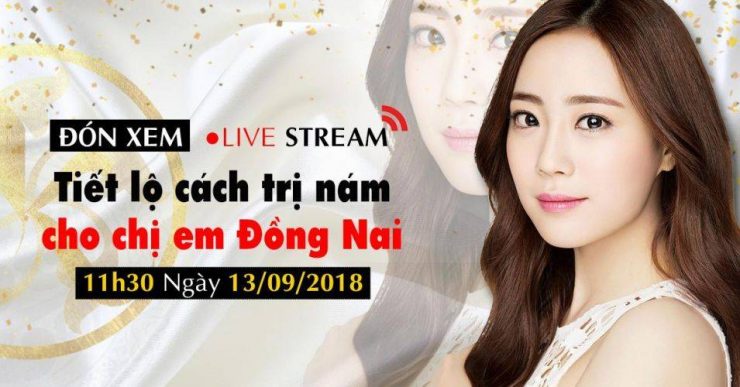 ĐÓN XEM
LIVE STREAM
Tiết lộ cách trị nám
cho chị em Đồng Nai
11h30 Ngày 13/09/2018